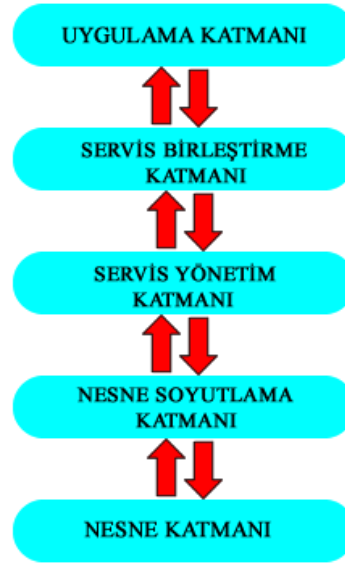 UYGULAMA KATMANI
SERVİS BİRLEŞTİRME
KATMANI
SERVİS YÖNETİM
KATMANI
NESNE SOYUTLAMA
KATMANI
NESNE KATMANI